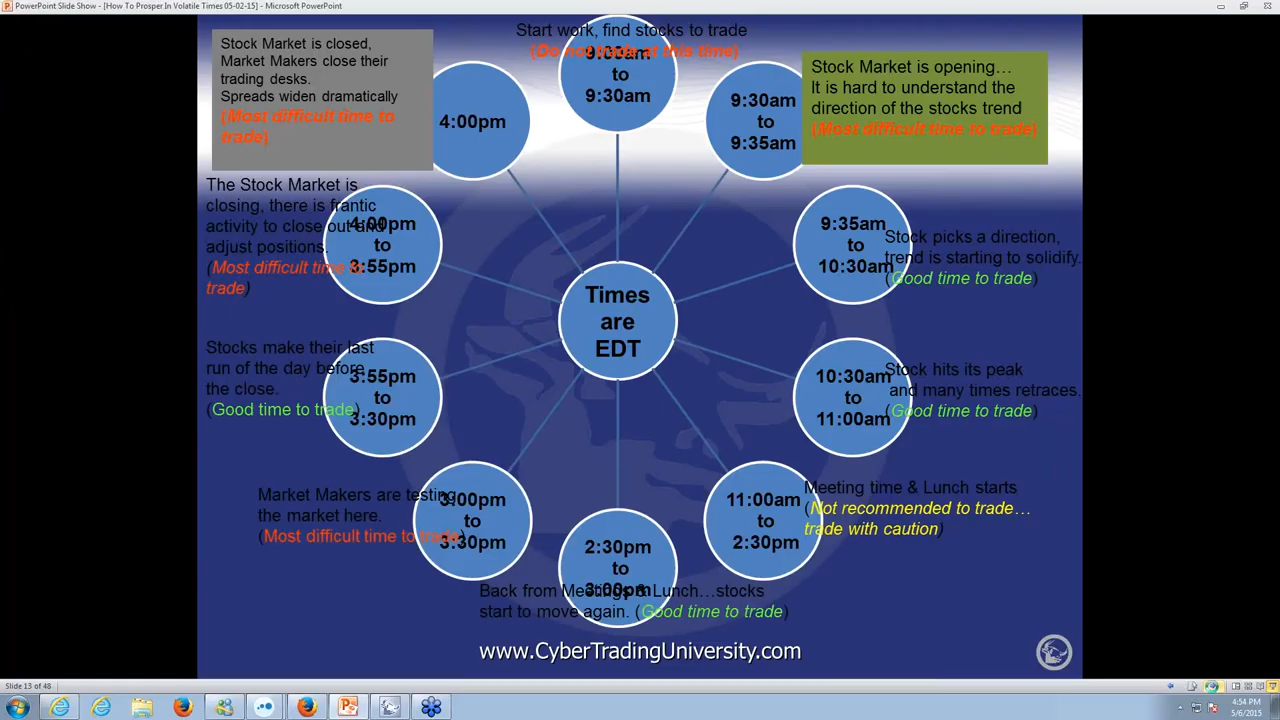 PowerPoint Slide Show - [How To Prosper In Volatile Times 05-02-15] - Microsoft PowerPoint
Start work, find stocks to trade
(Do not trade at this time)
to
9:30am
Stock Market is closed,
Market Makers close their
trading desks.
Spreads widen dramatically
(Most difficult time to
trade)
4:00pm
9:30am
to
9:35am
Stock Market is opening…
It is hard to understand the
direction of the stocks trend
(Most difficult time to trade)
The Stock Market is
closing, there is frantic
activity to close out and
adjust positions.
(Most difficult time to
trade)
4:00pm
to
3:55pm
9:35am
to
10:30am
Stock picks a direction,
trend is starting to solidify.
(Good time to trade)
Times
are
EDT
Stocks make their last
run of the day before
the close.
(Good time to trade)
3:55pm
to
3:30pm
10:30am
to
11:00am
Stock hits its peak
and many times retraces.
(Good time to trade)
Market Makers are testing
the market here.
(Most difficult time to trade)
3:00pm
to
3:30pm
11:00am
to
2:30pm
Meeting time & Lunch starts
(Not recommended to trade…
trade with caution)
2:30pm
to
3:00pm
Back from Meetings & Lunch…stocks
start to move again. (Good time to trade)
www.CyberTradingUniversity.com
Slide 13 of 48
4:54 PM
5/6/2015